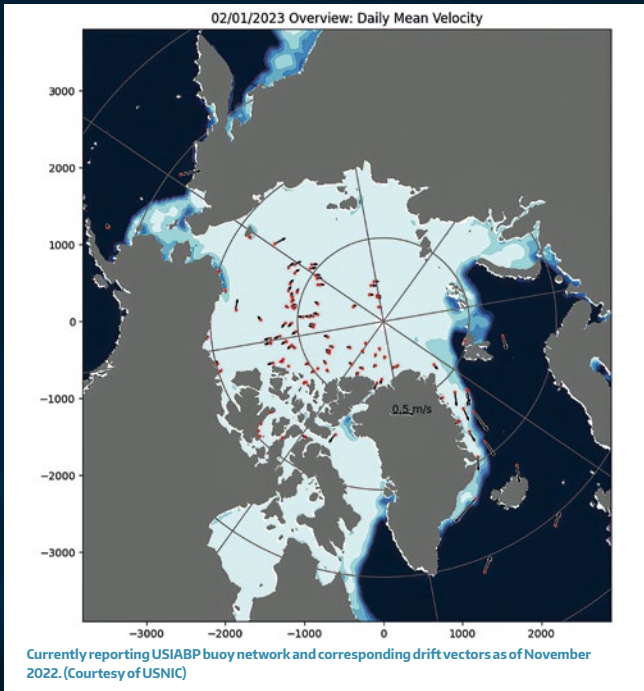 02/01/2023 Overview: Daily Mean Velocity
3000
2000
1000
0
−1000
−2000
−3000
0.5 m/s
−3000 −2000 −1000 0 1000 2000
Currently reporting USIABP buoy network and corresponding drift vectors as of November
2022. (Courtesy of USNIC)